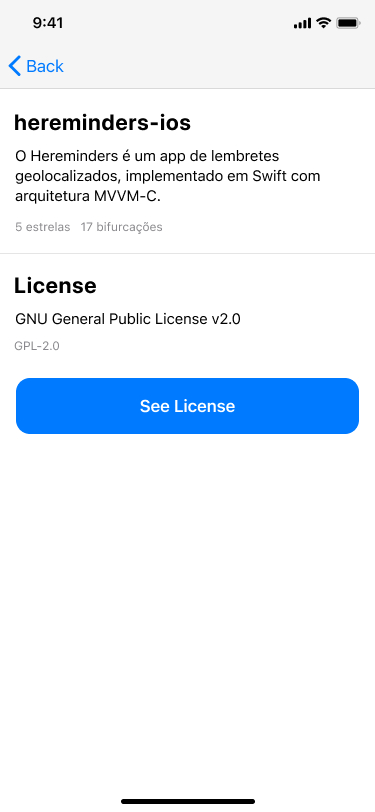 9:41
Back
hereminders-ios
O Hereminders é um app de lembretes
geolocalizados, implementado em Swift com
arquitetura MVVM-C.
5 estrelas 17 bifurcações
License
GNU General Public License v2.0
GPL-2.0
See License